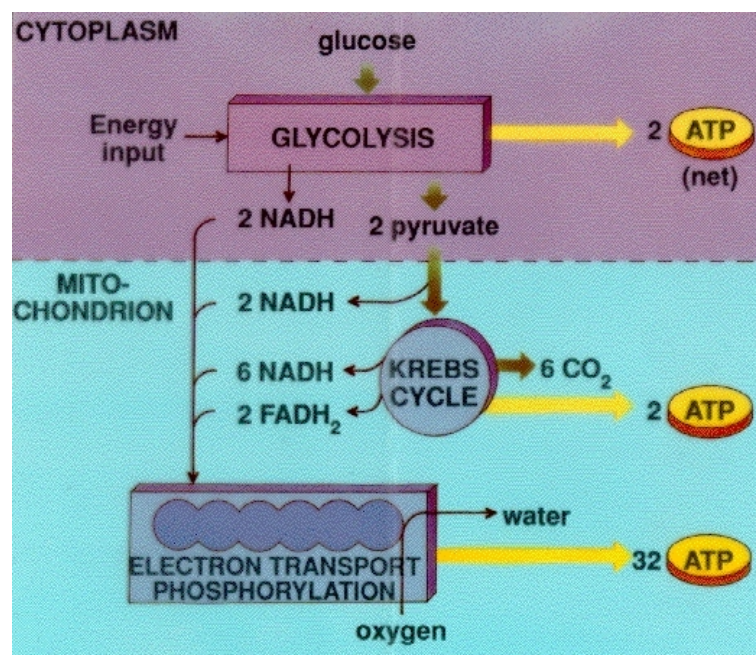 CYTOPLASM
glucose
Energy
input
GLYCOLYSIS
2 ATP
(net)
2 NADH
2 pyruvate
MITO-
CHONDRION
2 NADH
6 NADH
KREBS
CYCLE
6 CO₂
2 FADH₂
2 ATP
water
ELECTRON TRANSPORT
PHOSPHORYLATION
32 ATP
oxygen